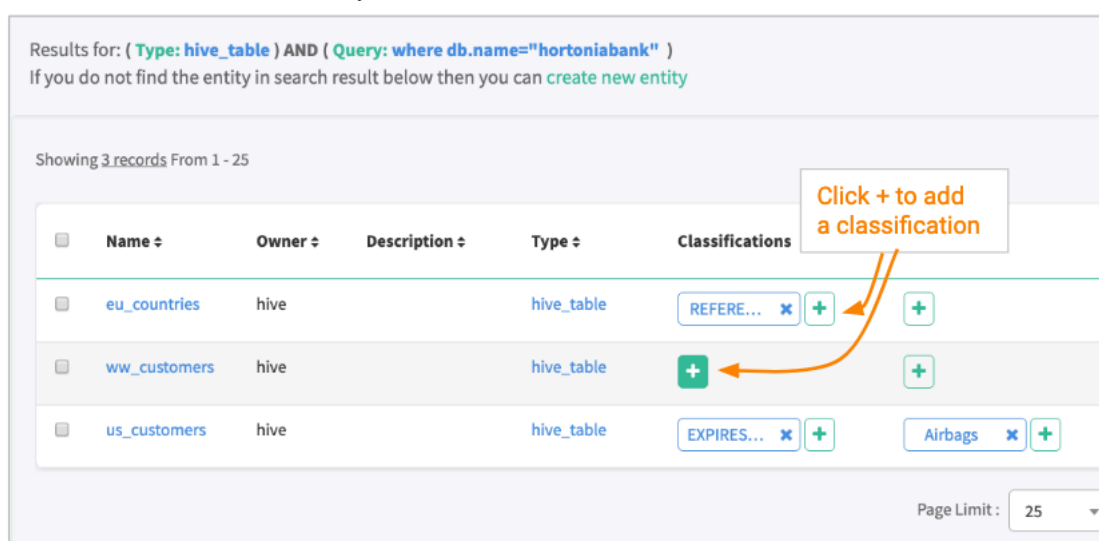 Results for: ( Type: hive_table ) AND ( Query: where db.name="hortoniabank" )
If you do not find the entity in search result below then you can create new entity
Showing 3 records From 1 - 25
Click + to add
a classification
Name Owner Description Type Classifications
eu_countries hive hive_table REFERE... × + +
ww_customers hive hive_table + +
us_customers hive hive_table EXPIRES... × + Airbags × +
Page Limit : 25